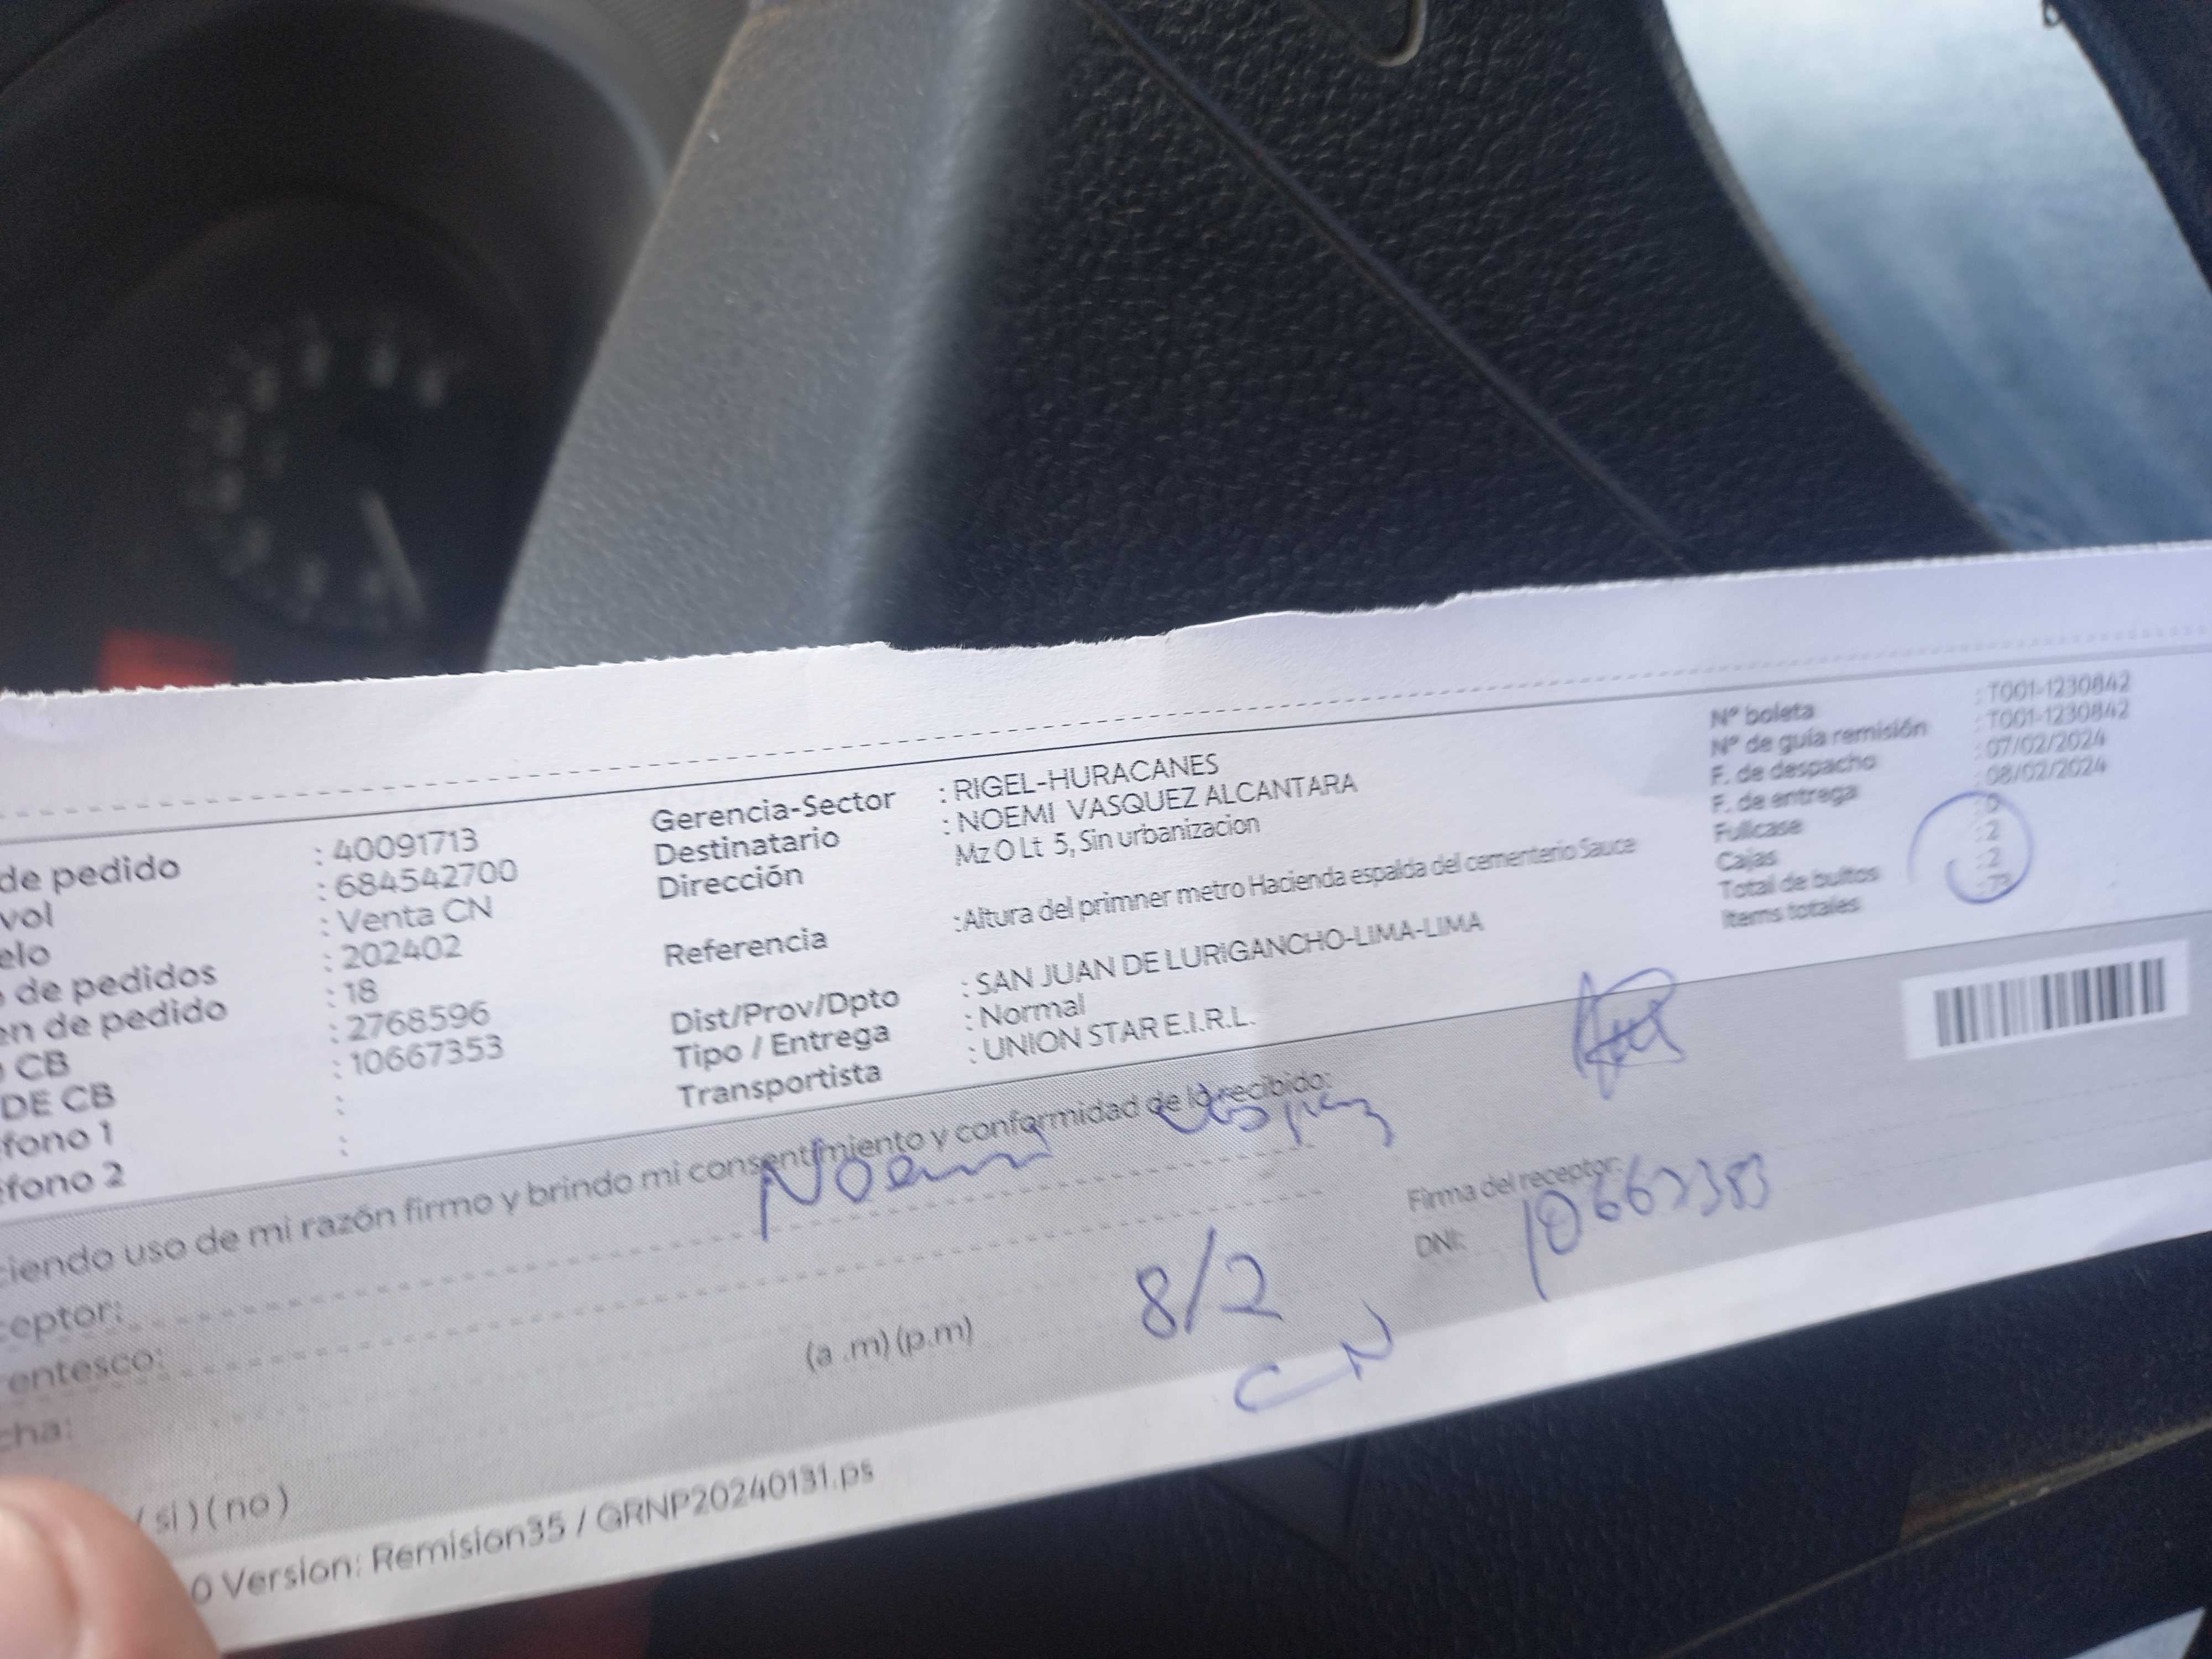 de pedido : 40091713
vol : 684542700
elo : Venta CN
de pedidos : 202402
en de pedido : 18
CB : 2768596
DE CB : 10667353
fono 1 :
fono 2 :
Gerencia-Sector : RIGEL-HURACANES
Destinatario : NOEMI VASQUEZ ALCANTARA
Dirección Mz O Lt 5, Sin urbanizacion
Referencia :Altura del primner metro Hacienda espalda del cementerio Sauce
Dist/Prov/Dpto : SAN JUAN DE LURIGANCHO-LIMA-LIMA
Tipo / Entrega : Normal
Transportista : UNION STAR E.I.R.L.
N° boleta : T001-1230842
N° de guía remisión : T001-1230842
F. de despacho : 07/02/2024
F. de entrega : 08/02/2024
Fullcase : 0
Cajas : 2
Total de bultos : 2
Items totales
ciendo uso de mi razón firmo y brindo mi consentimiento y conformidad de lo recibido:
ceptor: Noemi
entesco:
cha: (a .m) (p.m) 8/2
Firma del receptor:
DNI:
CN
( si ) ( no )
0 Version: Remision35 / GRNP20240131.ps